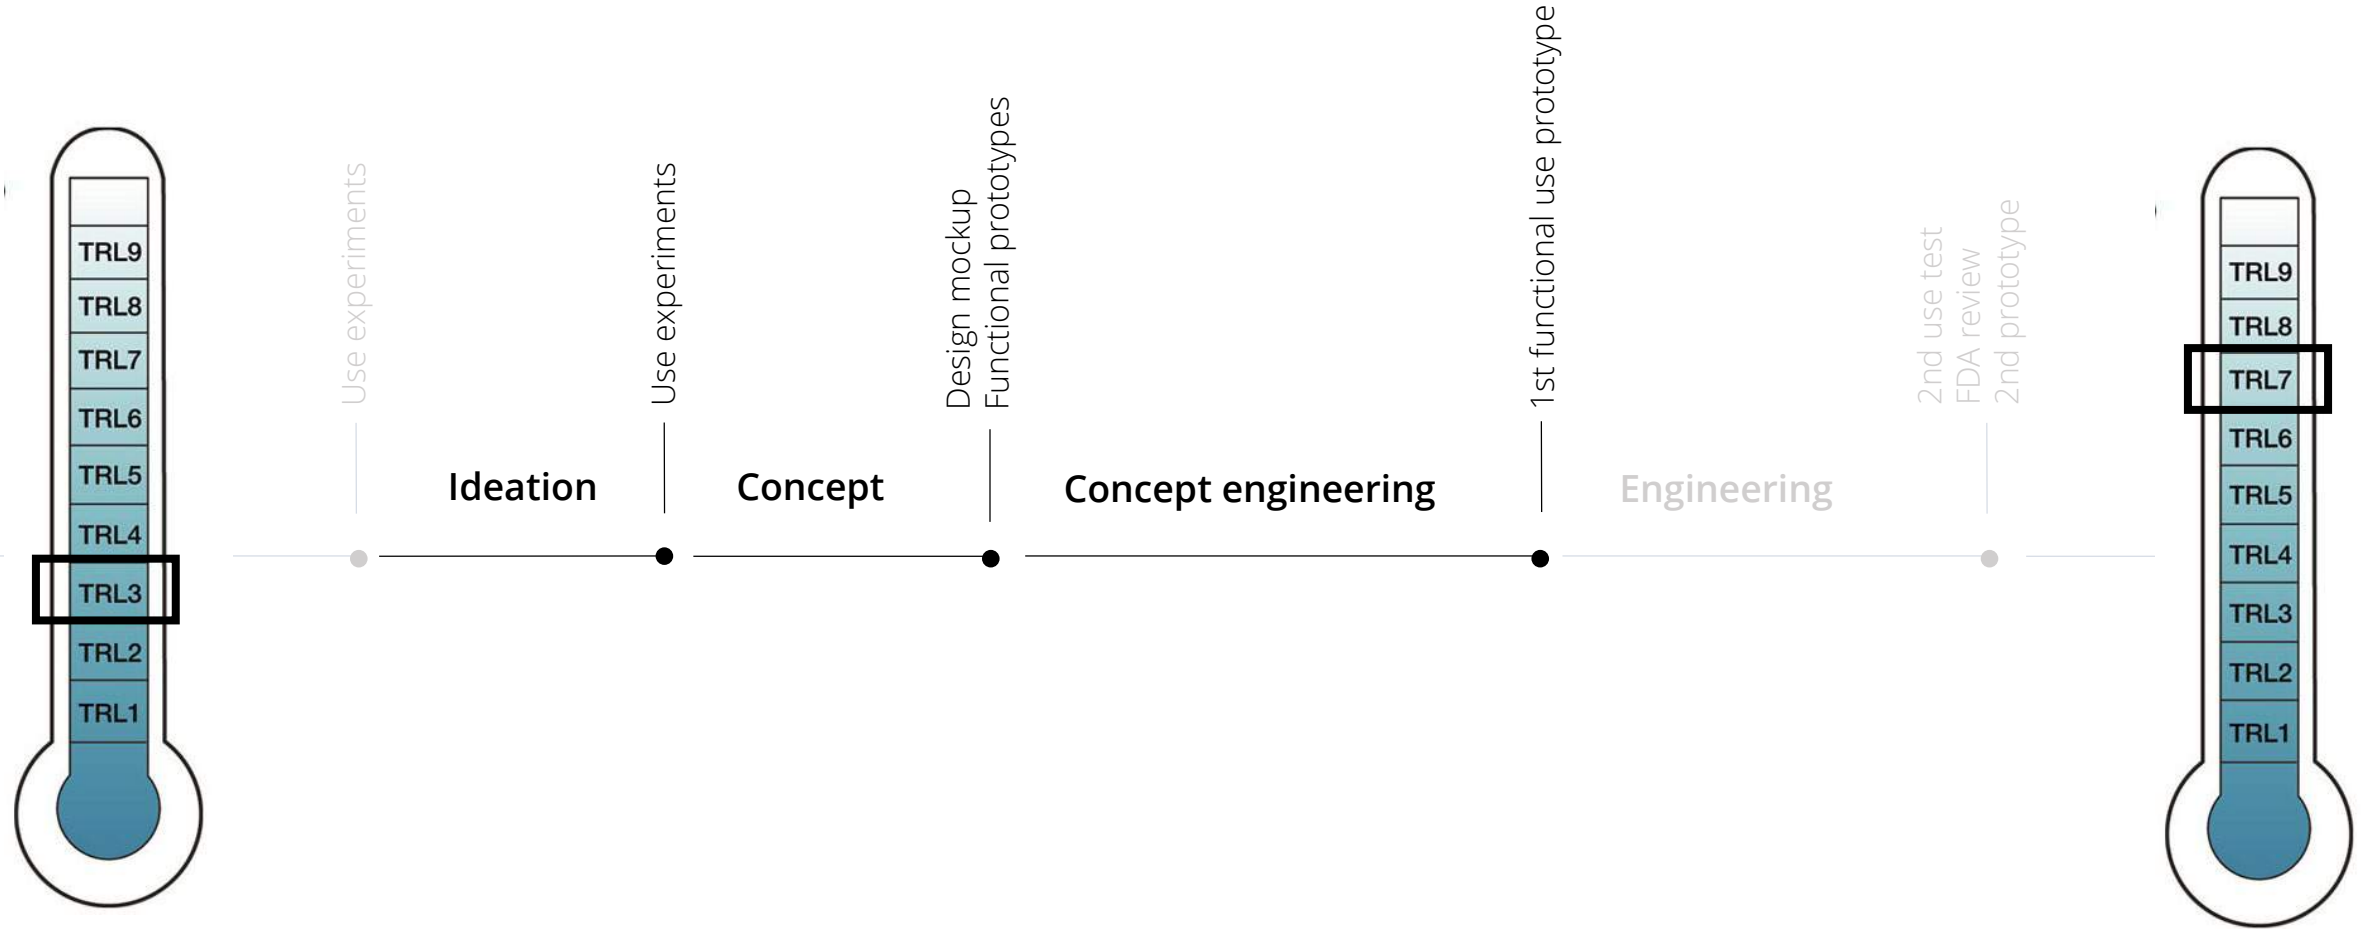 TRL9
TRL8
TRL7
TRL6
TRL5
TRL4
TRL3
TRL2
TRL1
Use experiments
Ideation
Use experiments
Concept
Design mockup
Functional prototypes
Concept engineering
1st functional use prototype
Engineering
2nd use test
FDA review
2nd prototype
TRL9
TRL8
TRL7
TRL6
TRL5
TRL4
TRL3
TRL2
TRL1